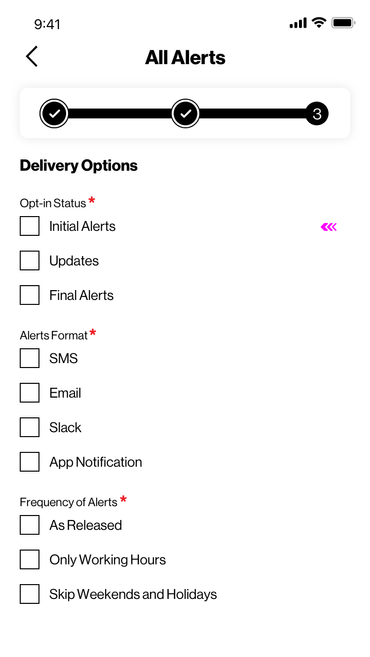 9:41
All Alerts
3
Delivery Options
Opt-in Status *
Initial Alerts
Updates
Final Alerts
Alerts Format *
SMS
Email
Slack
App Notification
Frequency of Alerts *
As Released
Only Working Hours
Skip Weekends and Holidays